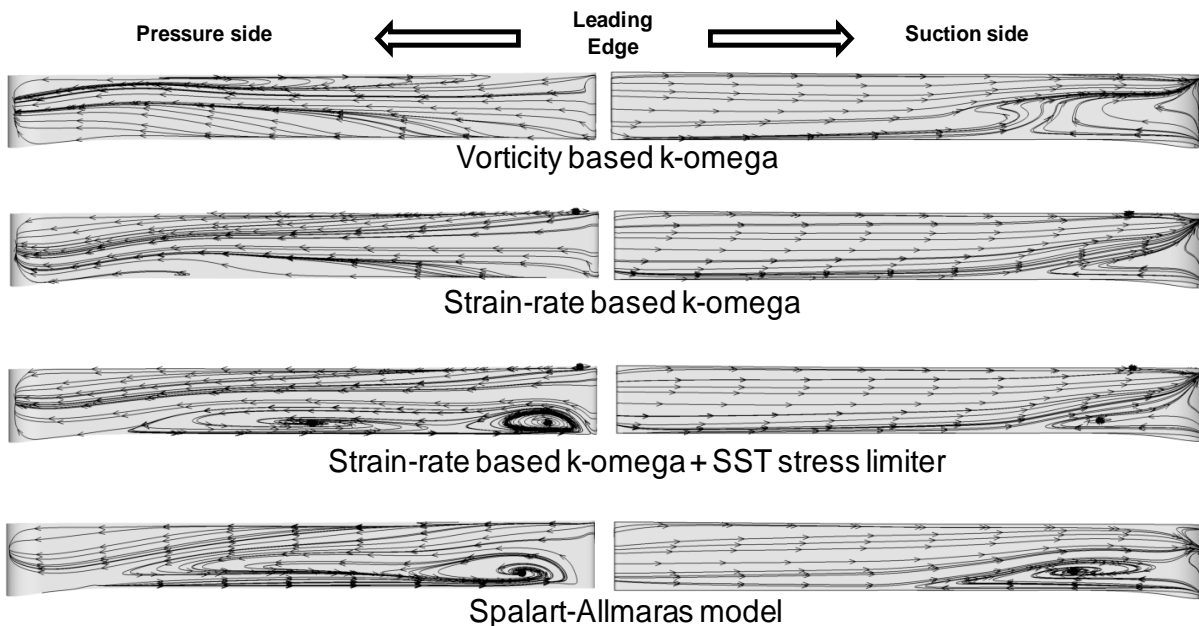 Pressure side
Leading
Edge
Suction side
Vorticity based k-omega
Strain-rate based k-omega
Strain-rate based k-omega + SST stress limiter
Spalart-Allmaras model